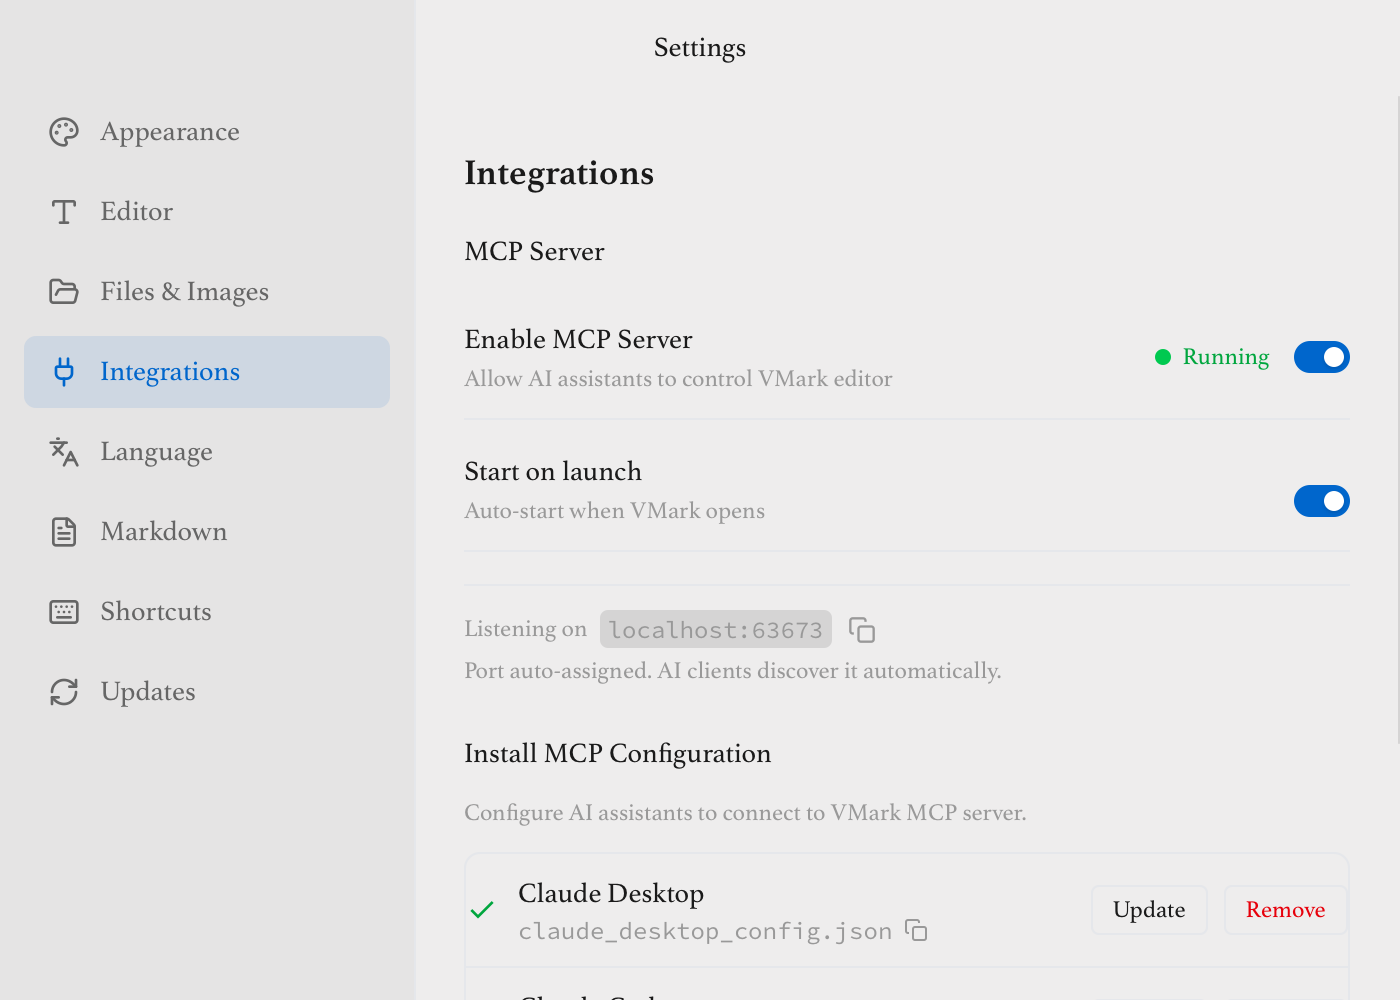 Settings
Appearance
Editor
Files & Images
Integrations
Language
Markdown
Shortcuts
Updates
Integrations
MCP Server
Enable MCP Server
Allow AI assistants to control VMark editor
Running
Start on launch
Auto-start when VMark opens
Listening on localhost:63673
Port auto-assigned. AI clients discover it automatically.
Install MCP Configuration
Configure AI assistants to connect to VMark MCP server.
Claude Desktop
claude_desktop_config.json
Update
Remove